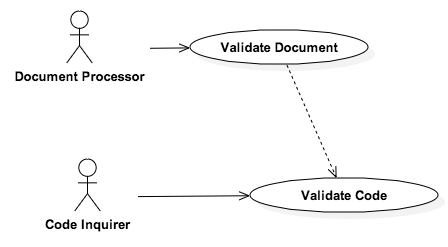 Validate Document
Document Processor
Validate Code
Code Inquirer